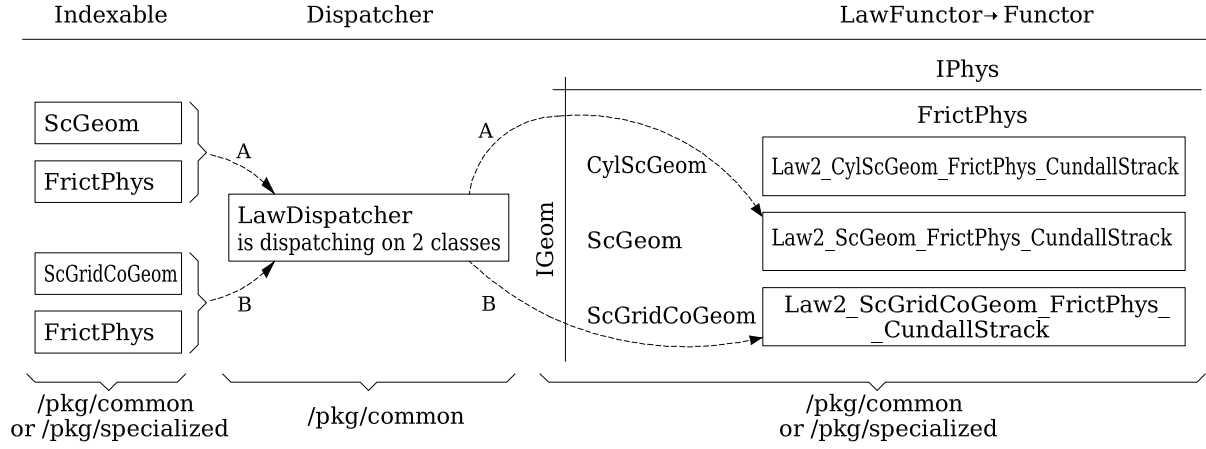 Indexable
Dispatcher
LawFunctor→ Functor
IPhys
FrictPhys
ScGeom
FrictPhys
A
A
CylScGeom
Law2_CylScGeom_FrictPhys_CundallStrack
LawDispatcher
is dispatching on 2 classes
IGeom
ScGeom
Law2_ScGeom_FrictPhys_CundallStrack
ScGridCoGeom
FrictPhys
B
B
ScGridCoGeom
Law2_ScGridCoGeom_FrictPhys_
_CundallStrack
/pkg/common
or /pkg/specialized
/pkg/common
/pkg/common
or /pkg/specialized